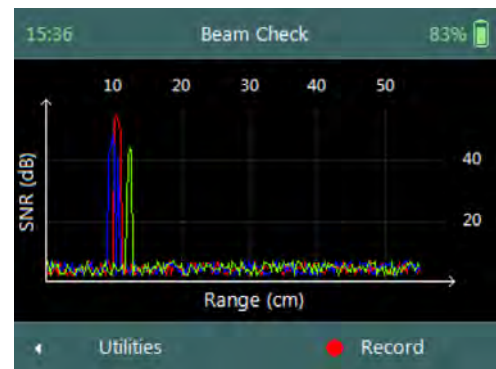 15:36 Beam Check 83%
10 20 30 40 50
40
SNR (dB)
20
Range (cm)
Utilities Record